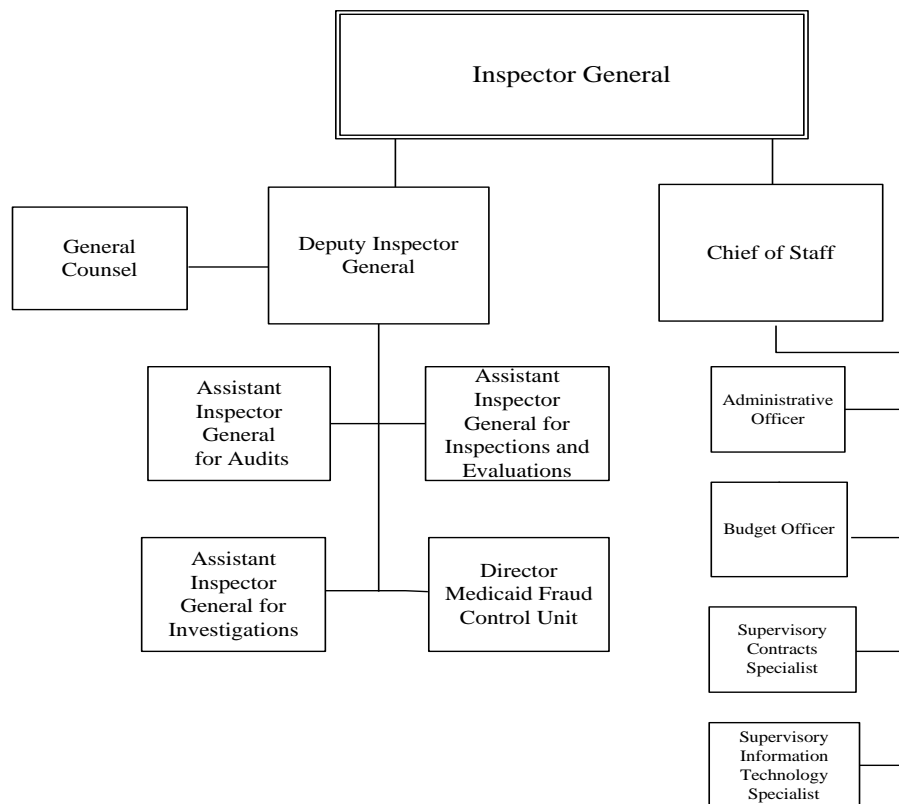 Inspector General
General
Counsel
Deputy Inspector
General
Chief of Staff
Assistant
Inspector
General
for Audits
Assistant
Inspector
General for
Inspections and
Evaluations
Administrative
Officer
Budget Officer
Assistant
Inspector
General for
Investigations
Director
Medicaid Fraud
Control Unit
Supervisory
Contracts
Specialist
Supervisory
Information
Technology
Specialist